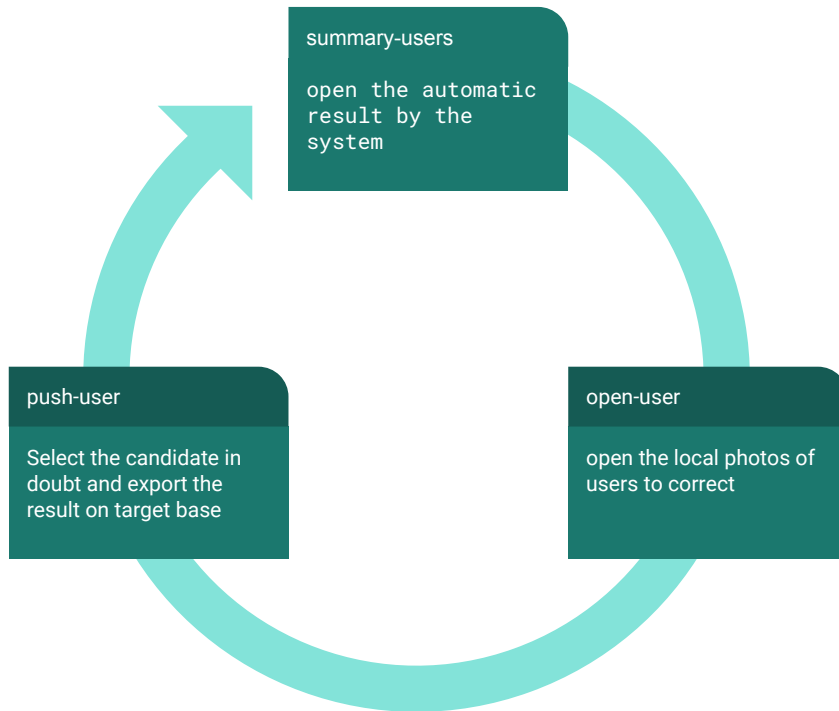 summary-users
open the automatic
result by the
system
push-user
Select the candidate in
doubt and export the
result on target base
open-user
open the local photos of
users to correct